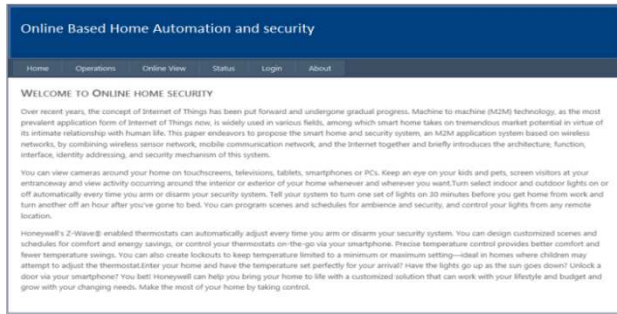 Online Based Home Automation and security
Home Operations Online View Status Login About
WELCOME TO ONLINE HOME SECURITY
Over recent years, the concept of Internet of Things has been put forward and undergone gradual progress. Machine to machine (M2M) technology, as the most
prevalent application form of Internet of Things now, is widely used in various fields, among which smart home takes on tremendous market potential in virtue of
its intimate relationship with human life. This paper endeavors to propose the smart home and security system, an M2M application system based on wireless
networks, by combining wireless sensor network, mobile communication network, and the Internet together and briefly introduces the architecture, function,
interface, identity addressing, and security mechanism of this system.
You can view cameras around your home on touchscreens, televisions, tablets, smartphones or PCs. Keep an eye on your kids and pets, screen visitors at your
entranceway and view activity occurring around the interior or exterior of your home whenever and wherever you want,Turn select indoor and outdoor lights on or
off automatically every time you arm or disarm your security system. Tell your system to turn one set of lights on 30 minutes before you get home from work and
turn another off an hour after you've gone to bed. You can program scenes and schedules for ambience and security, and control your lights from any remote
location.
Honeywell's Z-Wave® enabled thermostats can automatically adjust every time you arm or disarm your security system. You can design customized scenes and
schedules for comfort and energy savings, or control your thermostats on-the-go via your smartphone. Precise temperature control provides better comfort and
fewer temperature swings. You can also create lockouts to keep temperature limited to a minimum or maximum setting—ideal in homes where children may
attempt to adjust the thermostat.Enter your home and have the temperature set perfectly for your arrival? Have the lights go up as the sun goes down? Unlock a
door via your smartphone? You bet! Honeywell can help you bring your home to life with a customized solution that can work with your lifestyle and budget and
grow with your changing needs. Make the most of your home by taking control.